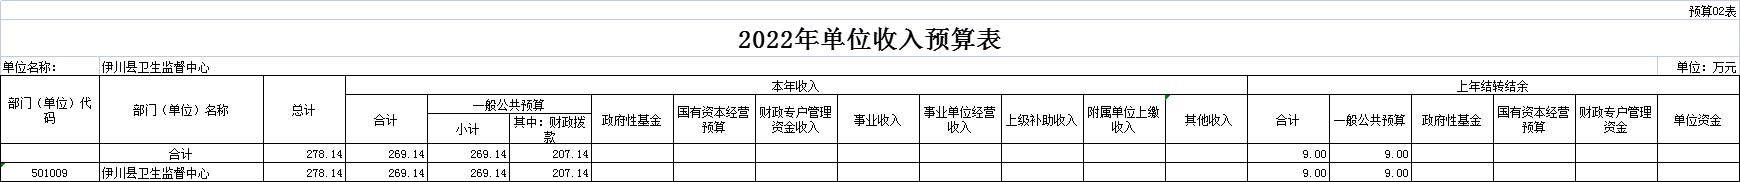 预算02表
2022年单位收入预算表
单位名称： 伊川县卫生监督中心 单位：万元
部门（单位）代码 部门（单位）名称 总计 本年收入 上年结转结余
合计 一般公共预算 政府性基金 国有资本经营预算 财政专户管理资金收入 事业收入 事业单位经营收入 上级补助收入 附属单位上缴收入 其他收入 合计 一般公共预算 政府性基金 国有资本经营预算 财政专户管理资金 单位资金
小计 其中：财政拨款
合计 278.14 269.14 269.14 207.14 9.00 9.00
501009 伊川县卫生监督中心 278.14 269.14 269.14 207.14 9.00 9.00